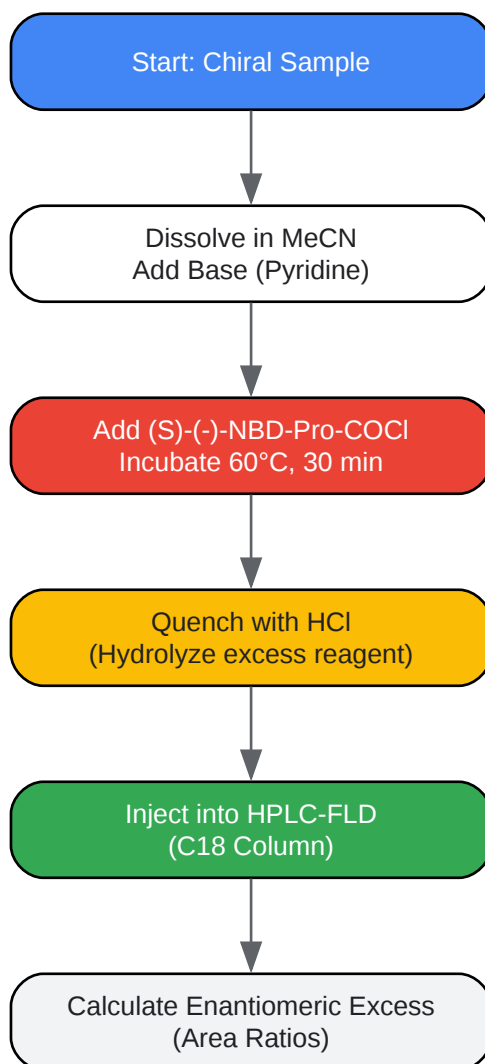 Start: Chiral Sample
Dissolve in MeCN
Add Base (Pyridine)
Add (S)-(-)-NBD-Pro-COCl
Incubate 60°C, 30 min
Quench with HCl
(Hydrolyze excess reagent)
Inject into HPLC-FLD
(C18 Column)
Calculate Enantiomeric Excess
(Area Ratios)